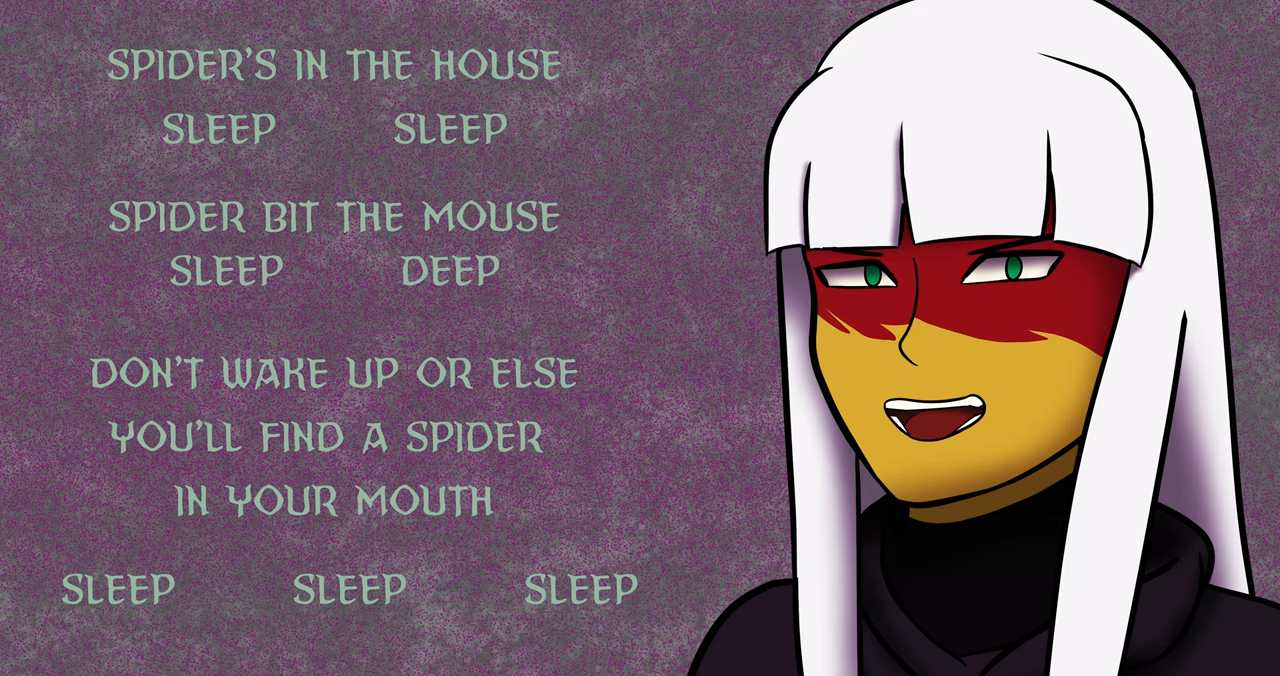 SPIDER'S IN THE HOUSE
SLEEP SLEEP
SPIDER BIT THE MOUSE
SLEEP DEEP
DON'T WAKE UP OR ELSE
YOU'LL FIND A SPIDER
IN YOUR MOUTH
SLEEP SLEEP SLEEP